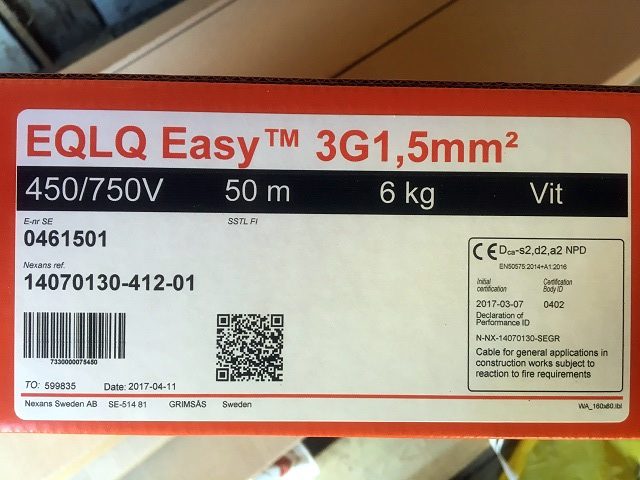 EQLQ Easy™ 3G1,5mm²
450/750V 50 m 6 kg Vit
E-nr SE SSTL FI
0461501
Nexans ref.
14070130-412-01
7330000075450
TO: 599835 Date: 2017-04-11
Nexans Sweden AB SE-514 81 GRIMSÅS Sweden
CE Dca-s2,d2,a2 NPD
EN50575:2014+A1:2016
Initial certification Certification Body ID
2017-03-07 0402
Declaration of
Performance ID
N-NX-14070130-SEGR
Cable for general applications in
construction works subject to
reaction to fire requirements
WA_160x80.lbl